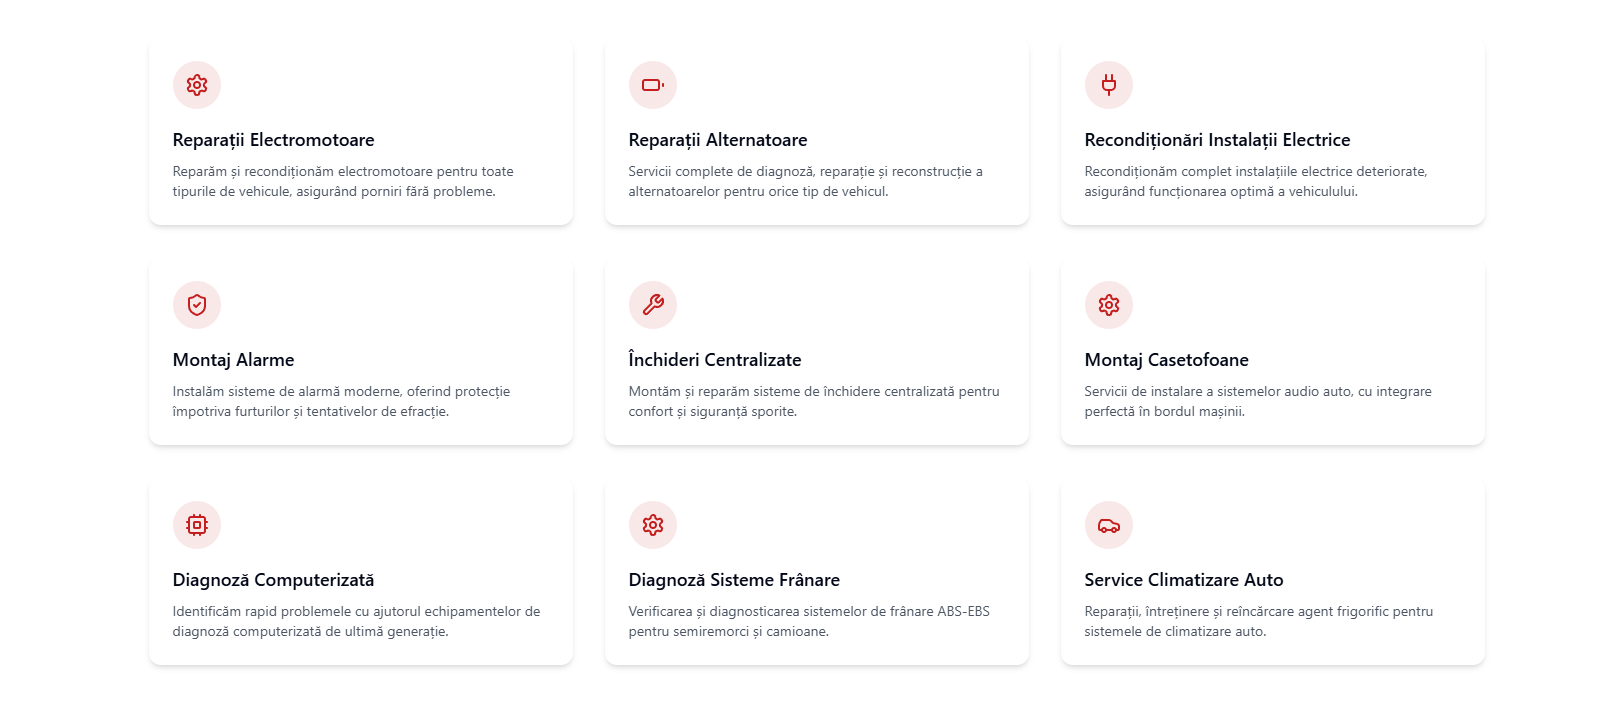 Reparații Electromotoare
Reparăm și recondiționăm electromotoare pentru toate
tipurile de vehicule, asigurând porniri fără probleme.
Reparații Alternatoare
Servicii complete de diagnoză, reparație și reconstrucție a
alternatoarelor pentru orice tip de vehicul.
Recondiționări Instalații Electrice
Recondiționăm complet instalațiile electrice deteriorate,
asigurând funcționarea optimă a vehiculului.
Montaj Alarme
Instalăm sisteme de alarmă moderne, oferind protecție
împotriva furturilor și tentativelor de efracție.
Închideri Centralizate
Montăm și reparăm sisteme de închidere centralizată pentru
confort și siguranță sporite.
Montaj Casetofoane
Servicii de instalare a sistemelor audio auto, cu integrare
perfectă în bordul mașinii.
Diagnoză Computerizată
Identificăm rapid problemele cu ajutorul echipamentelor de
diagnoză computerizată de ultimă generație.
Diagnoză Sisteme Frânare
Verificarea și diagnosticarea sistemelor de frânare ABS-EBS
pentru semiremorci și camioane.
Service Climatizare Auto
Reparații, întreținere și reîncărcare agent frigorific pentru
sistemele de climatizare auto.